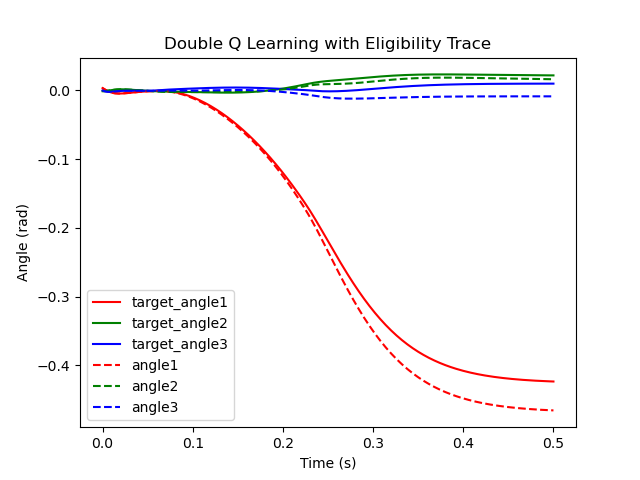 Double Q Learning with Eligibility Trace
Angle (rad)
0.0
−0.1
−0.2
−0.3
−0.4
target_angle1
target_angle2
target_angle3
angle1
angle2
angle3
0.0 0.1 0.2 0.3 0.4 0.5
Time (s)